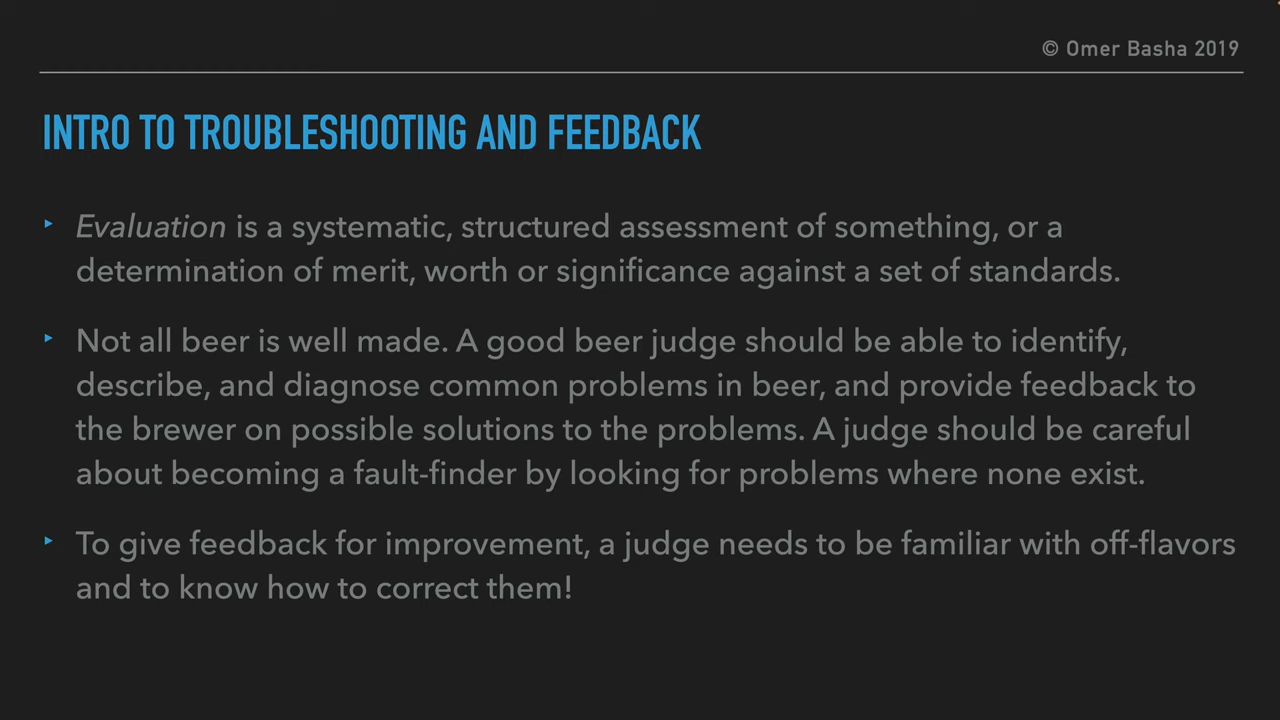 © Omer Basha 2019
INTRO TO TROUBLESHOOTING AND FEEDBACK
‣ Evaluation is a systematic, structured assessment of something, or a
determination of merit, worth or significance against a set of standards.
‣ Not all beer is well made. A good beer judge should be able to identify,
describe, and diagnose common problems in beer, and provide feedback to
the brewer on possible solutions to the problems. A judge should be careful
about becoming a fault-finder by looking for problems where none exist.
‣ To give feedback for improvement, a judge needs to be familiar with off-flavors
and to know how to correct them!